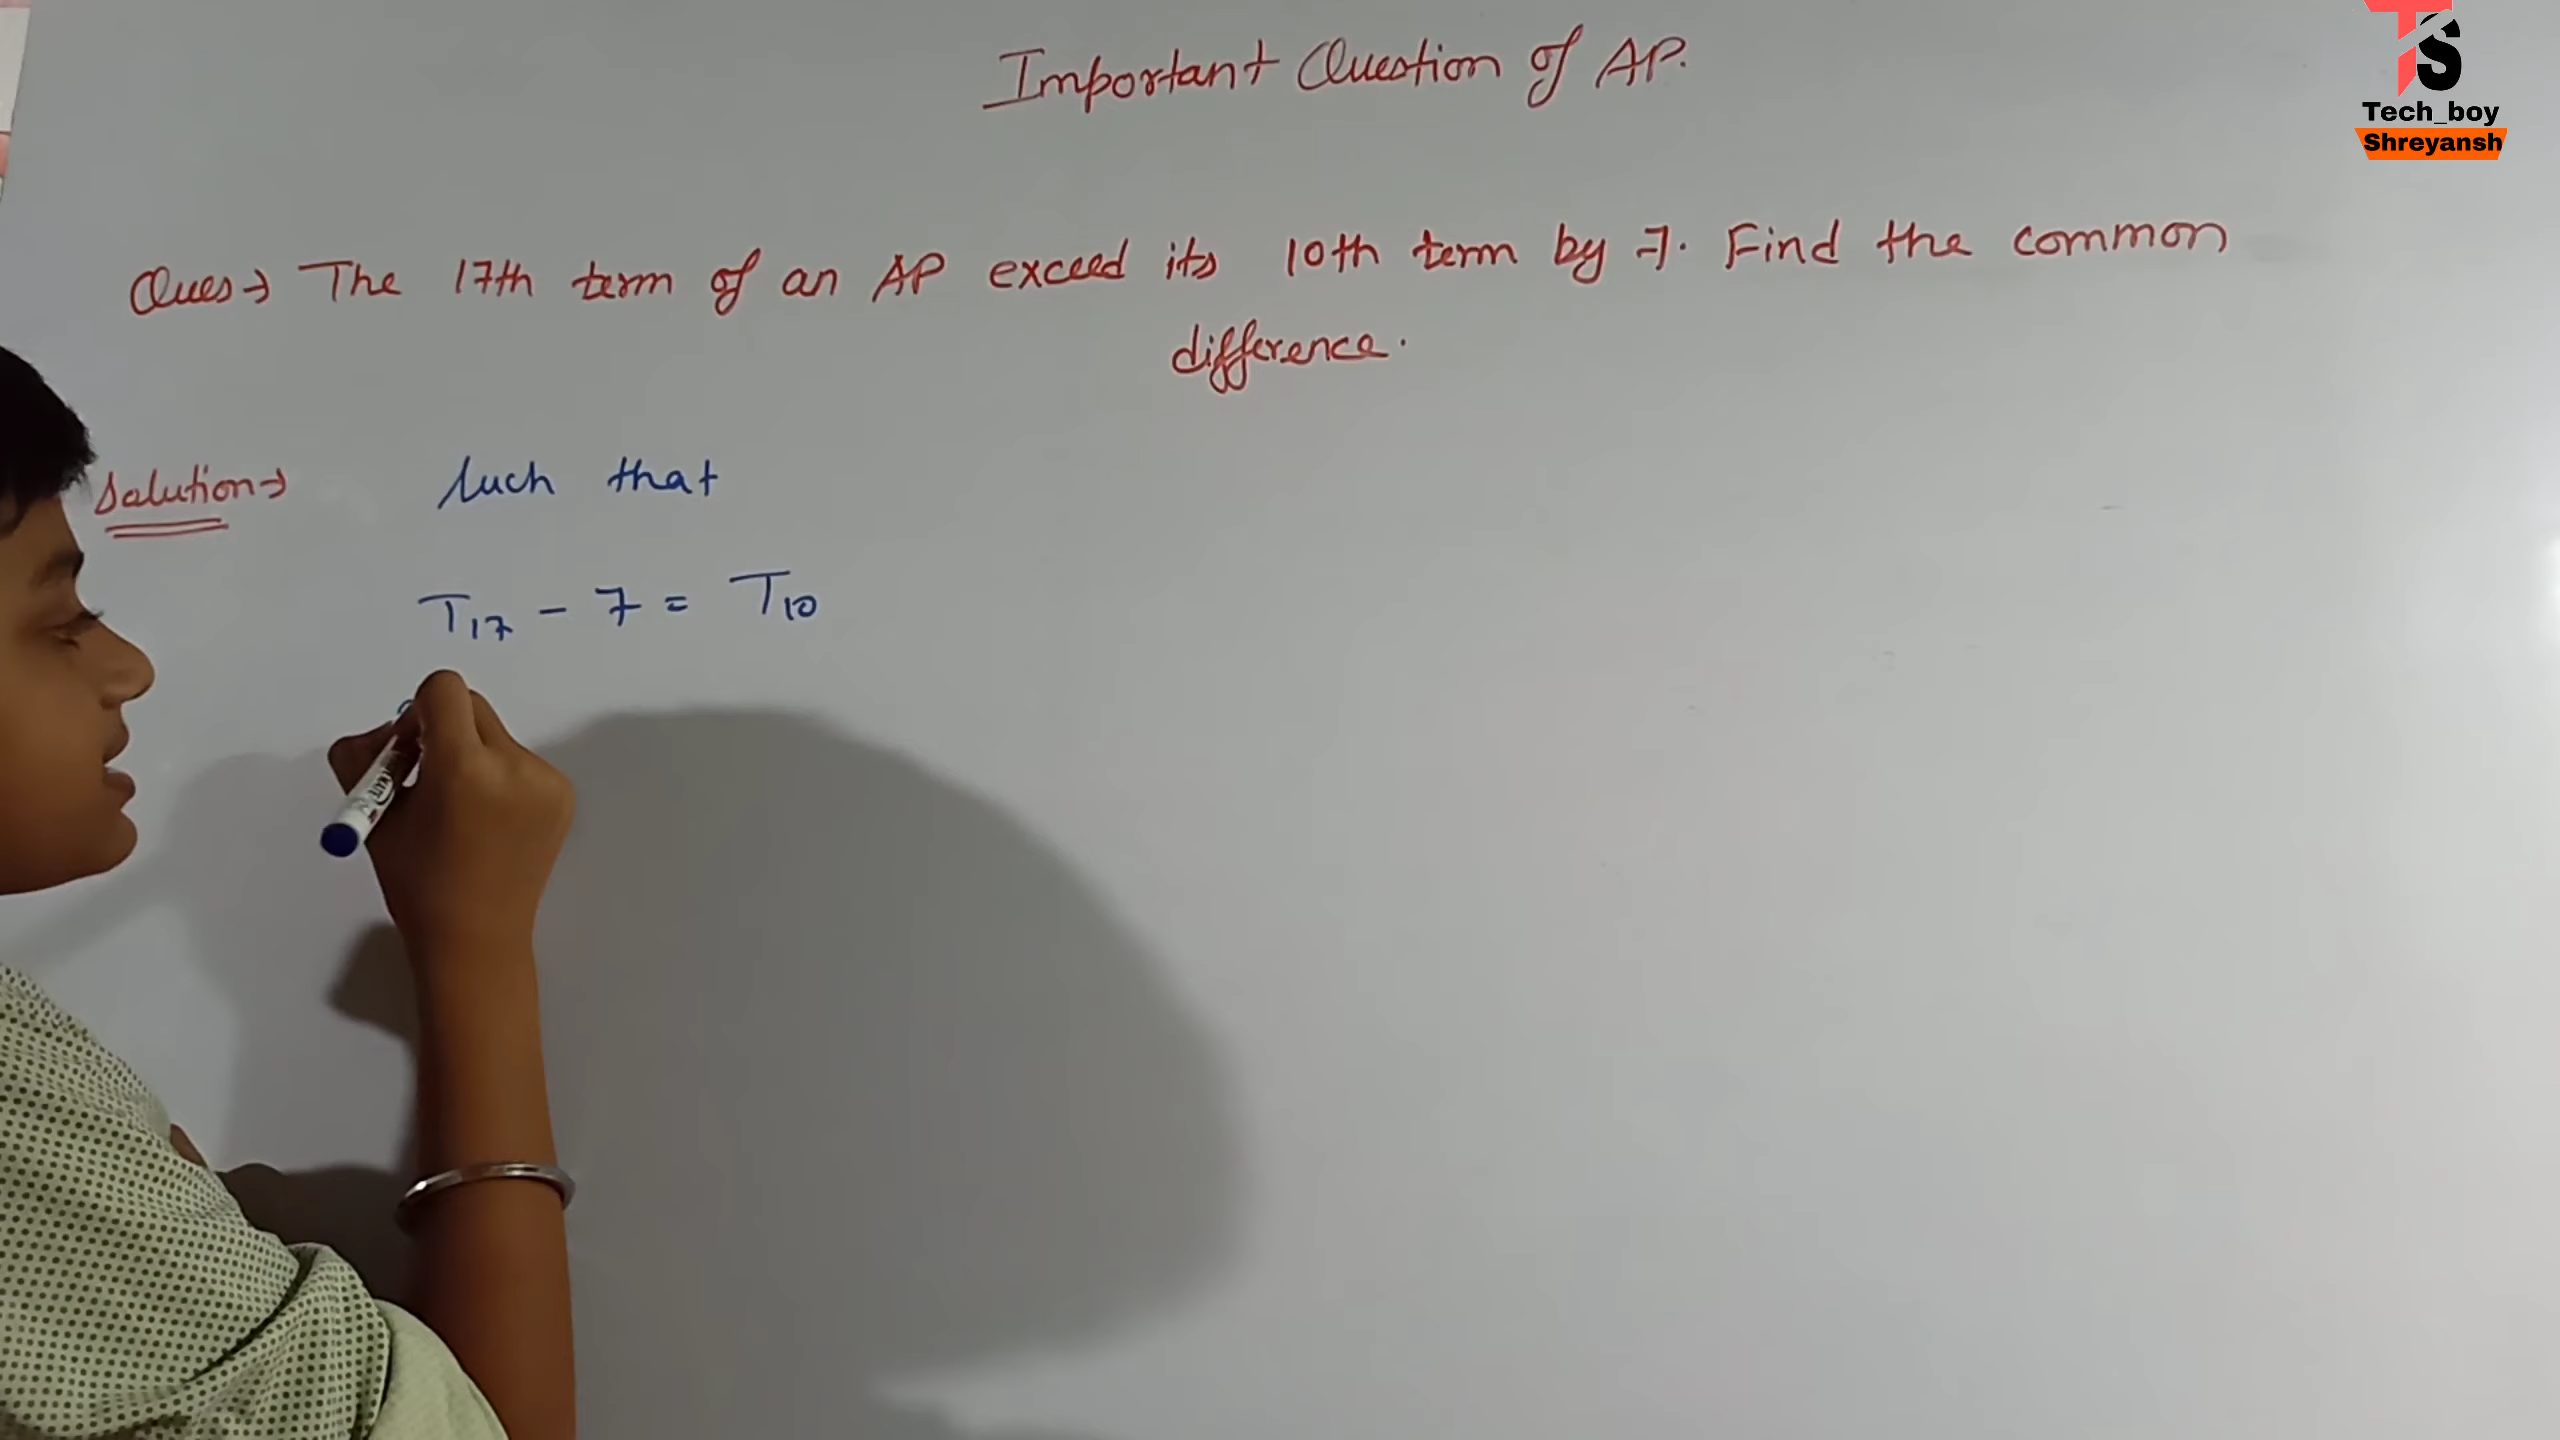 Important Question of AP.
TS
Tech_boy
Shreyansh
Ques→ The 17th term of an AP exceed its 10th term by 7. Find the common
difference.
Solution→ Such that
T17 - 7 = T10